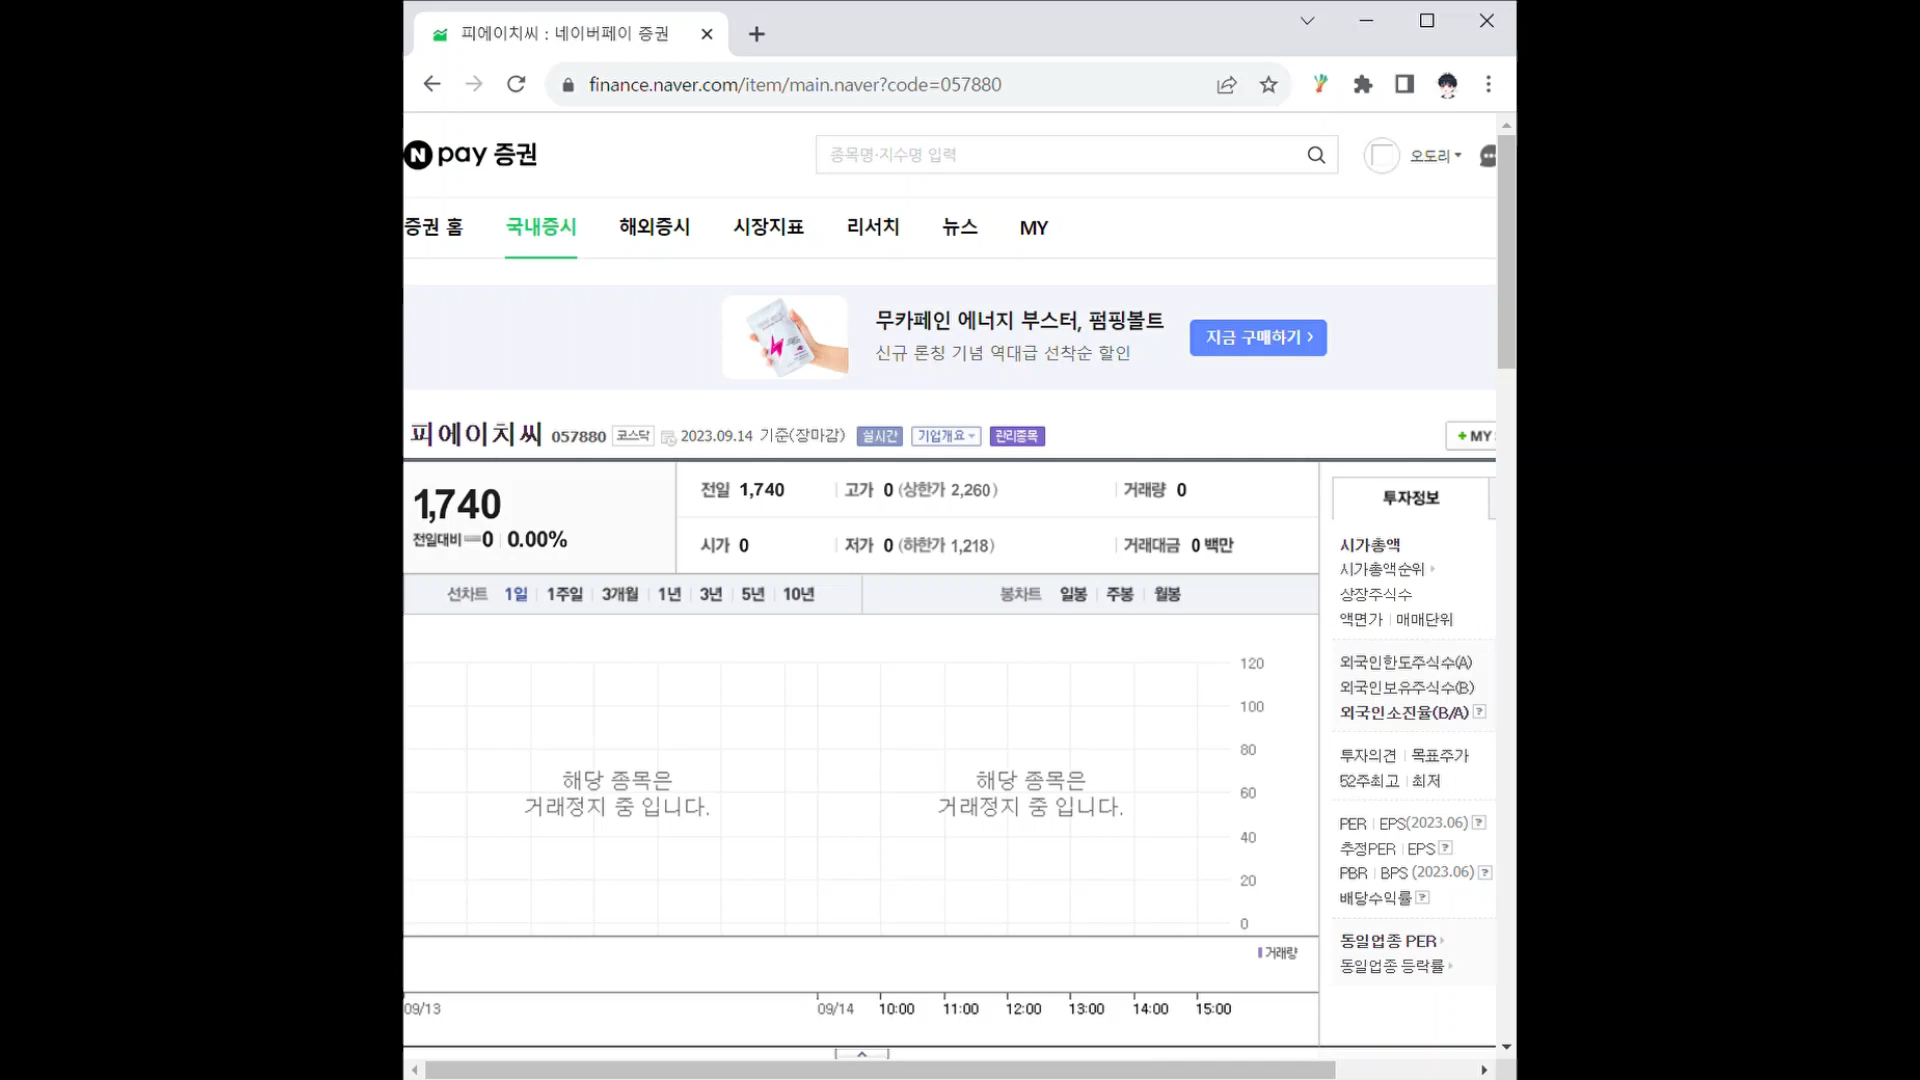 피에이치씨 : 네이버페이 증권
finance.naver.com/item/main.naver?code=057880
N pay 증권
종목명·지수명 입력
오도리
증권 홈 국내증시 해외증시 시장지표 리서치 뉴스 MY
무카페인 에너지 부스터, 펌핑볼트
신규 론칭 기념 역대급 선착순 할인
지금 구매하기 ›
피에이치씨 057880 코스닥 2023.09.14 기준(장마감) 실시간 기업개요 관리종목
+ MY
1,740
전일대비 0 0.00%
전일 1,740 고가 0 (상한가 2,260) 거래량 0
시가 0 저가 0 (하한가 1,218) 거래대금 0 백만
선차트 1일 1주일 3개월 1년 3년 5년 10년
봉차트 일봉 주봉 월봉
120
100
80
60
40
20
0
해당 종목은
거래정지 중 입니다.
해당 종목은
거래정지 중 입니다.
거래량
09/13 09/14 10:00 11:00 12:00 13:00 14:00 15:00
투자정보
시가총액
시가총액순위
상장주식수
액면가 매매단위
외국인한도주식수(A)
외국인보유주식수(B)
외국인소진율(B/A) ?
투자의견 목표주가
52주최고 최저
PER EPS(2023.06) ?
추정PER EPS ?
PBR BPS (2023.06) ?
배당수익률 ?
동일업종 PER
동일업종 등락률